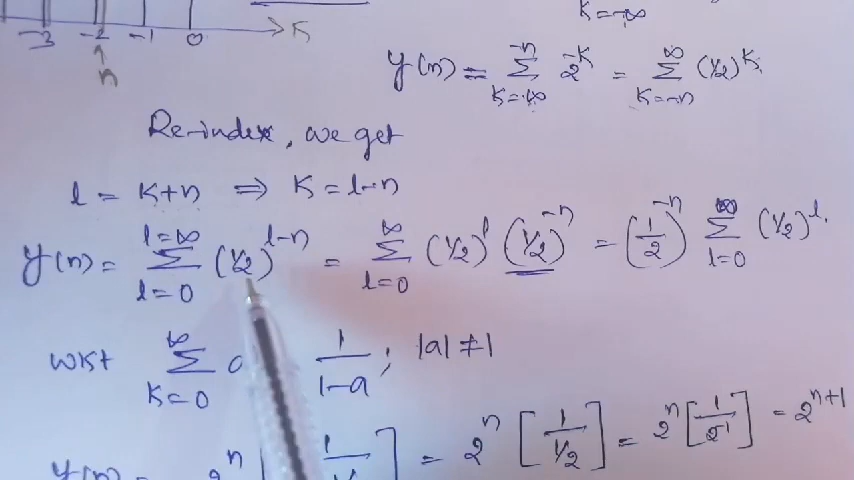 K=-∞
-3 -2 -1 0 → K
↑
n
y(n) = Σ_{K=-∞}^{-n} 2^{-K} = Σ_{K=-n}^{∞} (1/2)^K,
Re-index, we get
l = K+n ⇒ K = l-n
y(n) = Σ_{l=0}^{l=∞} (1/2)^{l-n} = Σ_{l=0}^{∞} (1/2)^l (1/2)^{-n} = (1/2)^{-n} Σ_{l=0}^{∞} (1/2)^l.
WKt Σ_{K=0}^{∞} 1/(1-a) ; |a| ≠ 1
y(n) = 2^n [1/ ] = 2^n [1/(1/2)] = 2^n [1/2^{-1}] = 2^{n+1}